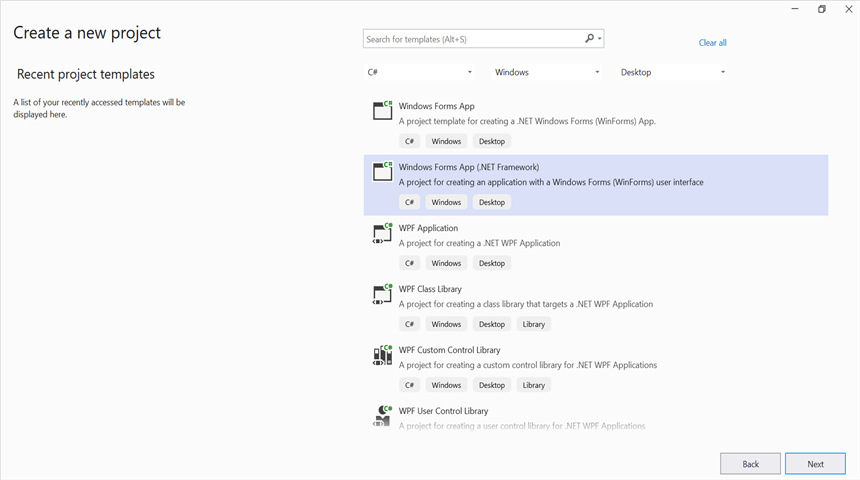 Create a new project
Recent project templates
A list of your recently accessed templates will
be displayed here.
Search for templates (Alt+S)
Clear all
C#
Windows
Desktop
C#
Windows Forms App
A project template for creating a .NET Windows Forms (WinForms) App.
C#
Windows
Desktop
C#
Windows Forms App (.NET Framework)
A project for creating an application with a Windows Forms (WinForms) user interface
C#
Windows
Desktop
C#
WPF Application
A project for creating a .NET WPF Application
C#
Windows
Desktop
C#
WPF Class Library
A project for creating a class library that targets a .NET WPF Application
C#
Windows
Desktop
Library
C#
WPF Custom Control Library
A project for creating a custom control library for .NET WPF Applications
C#
Windows
Desktop
Library
C#
WPF User Control Library
A project for creating a user control library for .NET WPF Applications
Back
Next